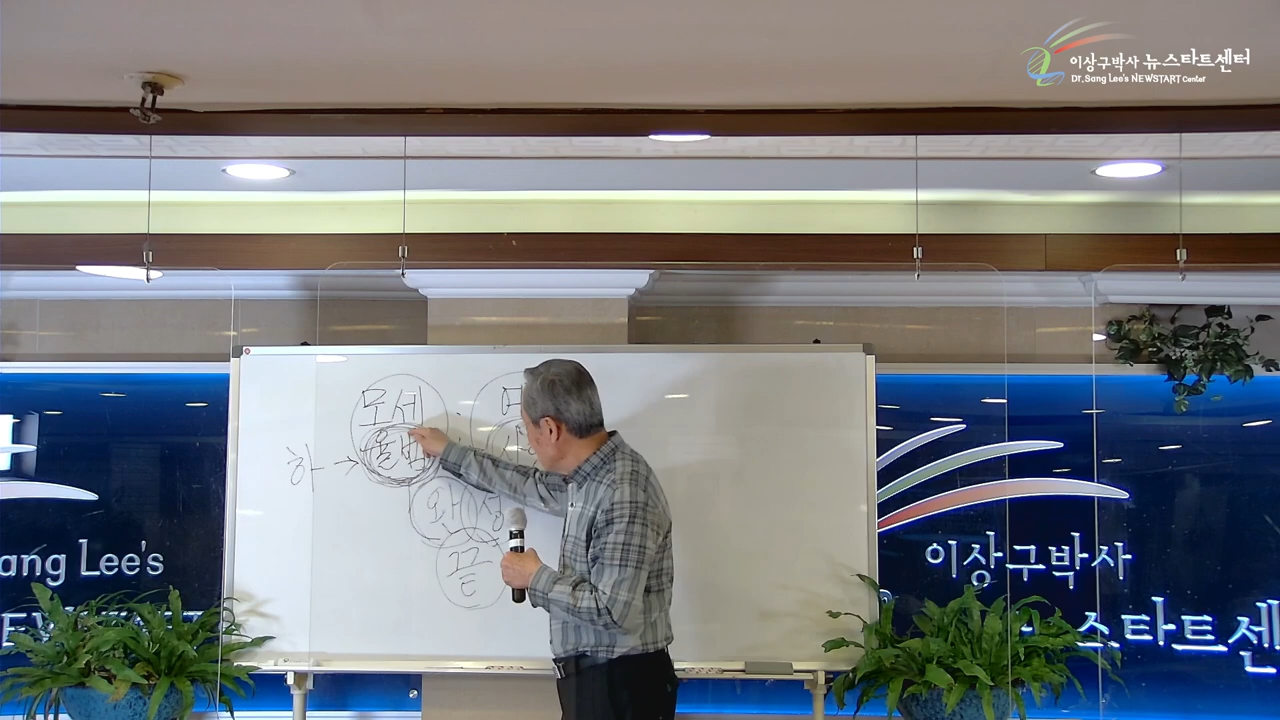 이상구박사 뉴스타트센터
Dr. Sang Lee's NEWSTART Center
모세
율법
하 →
완성
끝
ang Lee's
이상구박사
스타트센